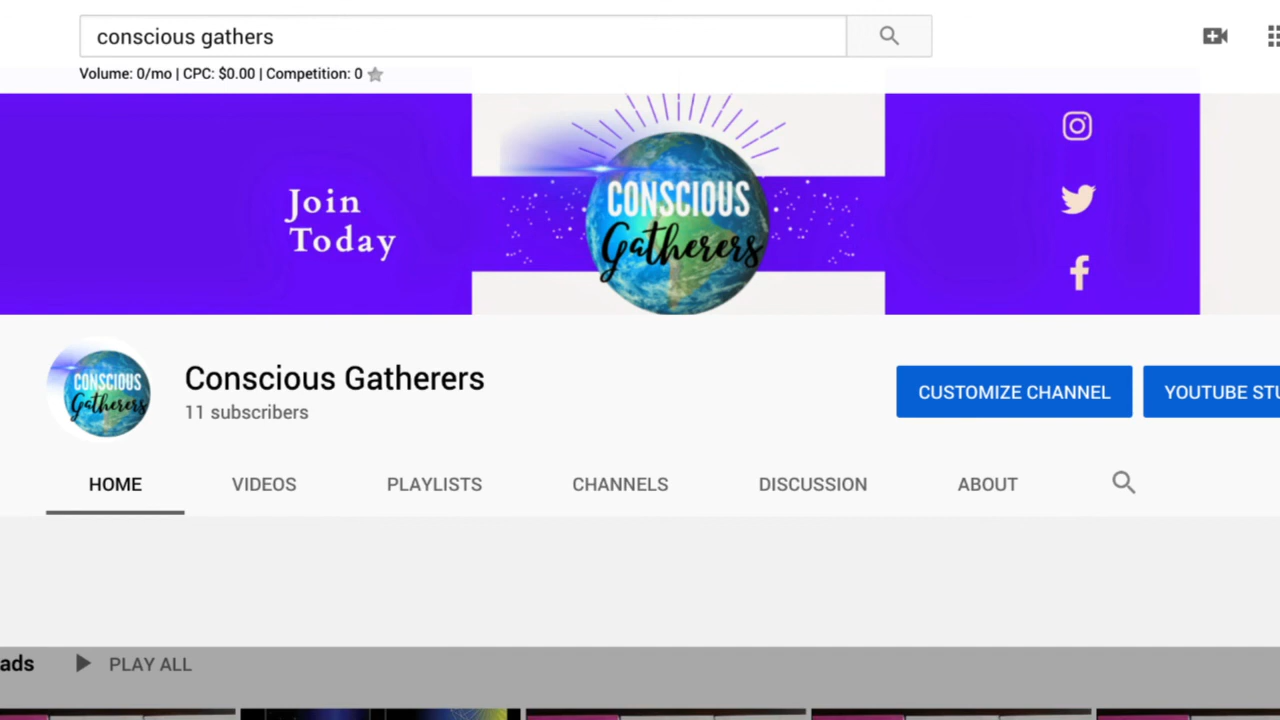 conscious gathers
Volume: 0/mo | CPC: $0.00 | Competition: 0
Join
Today
CONSCIOUS
Gatherers
CONSCIOUS
Gatherers
Conscious Gatherers
11 subscribers
CUSTOMIZE CHANNEL
YOUTUBE STU
HOME VIDEOS PLAYLISTS CHANNELS DISCUSSION ABOUT
ads PLAY ALL